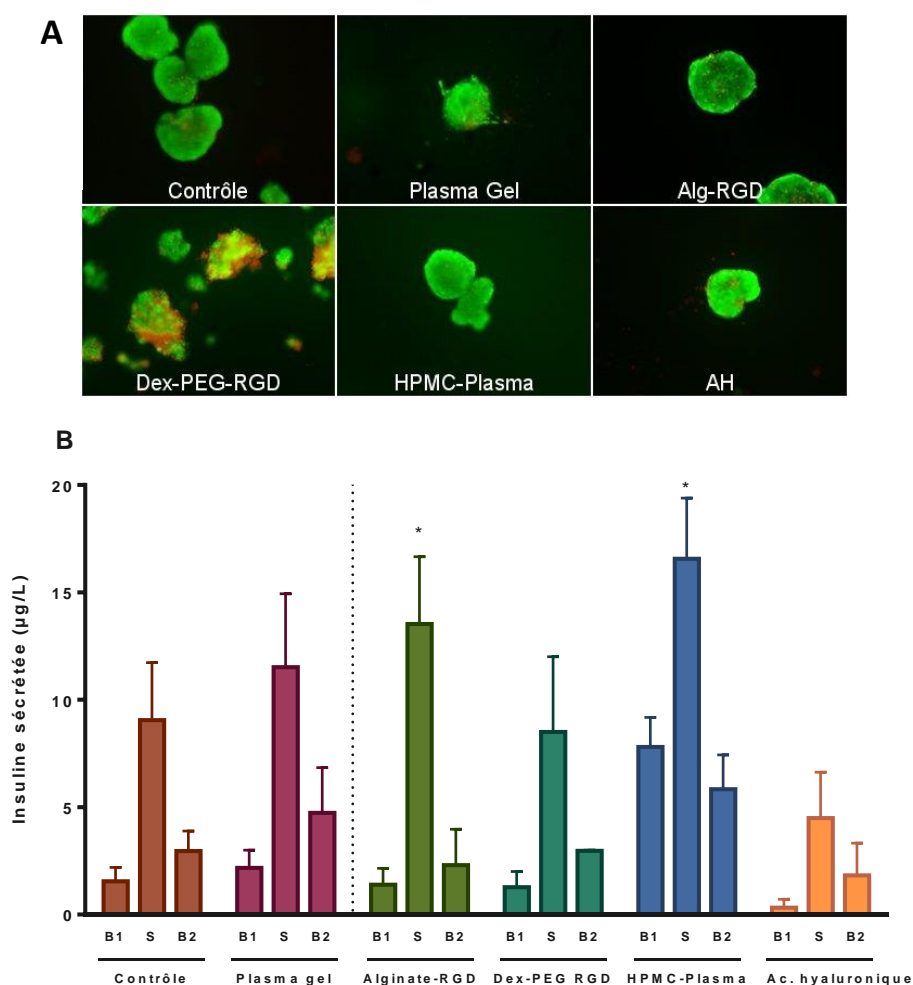 A
Contrôle Plasma Gel Alg-RGD
Dex-PEG-RGD HPMC-Plasma AH
B
Insuline sécrétée (µg/L)
20
15
10
5
0
* *
B1 S B2 B1 S B2 B1 S B2 B1 S B2 B1 S B2 B1 S B2
Contrôle Plasma gel Alginate-RGD Dex-PEG RGD HPMC-Plasma Ac. hyaluronique